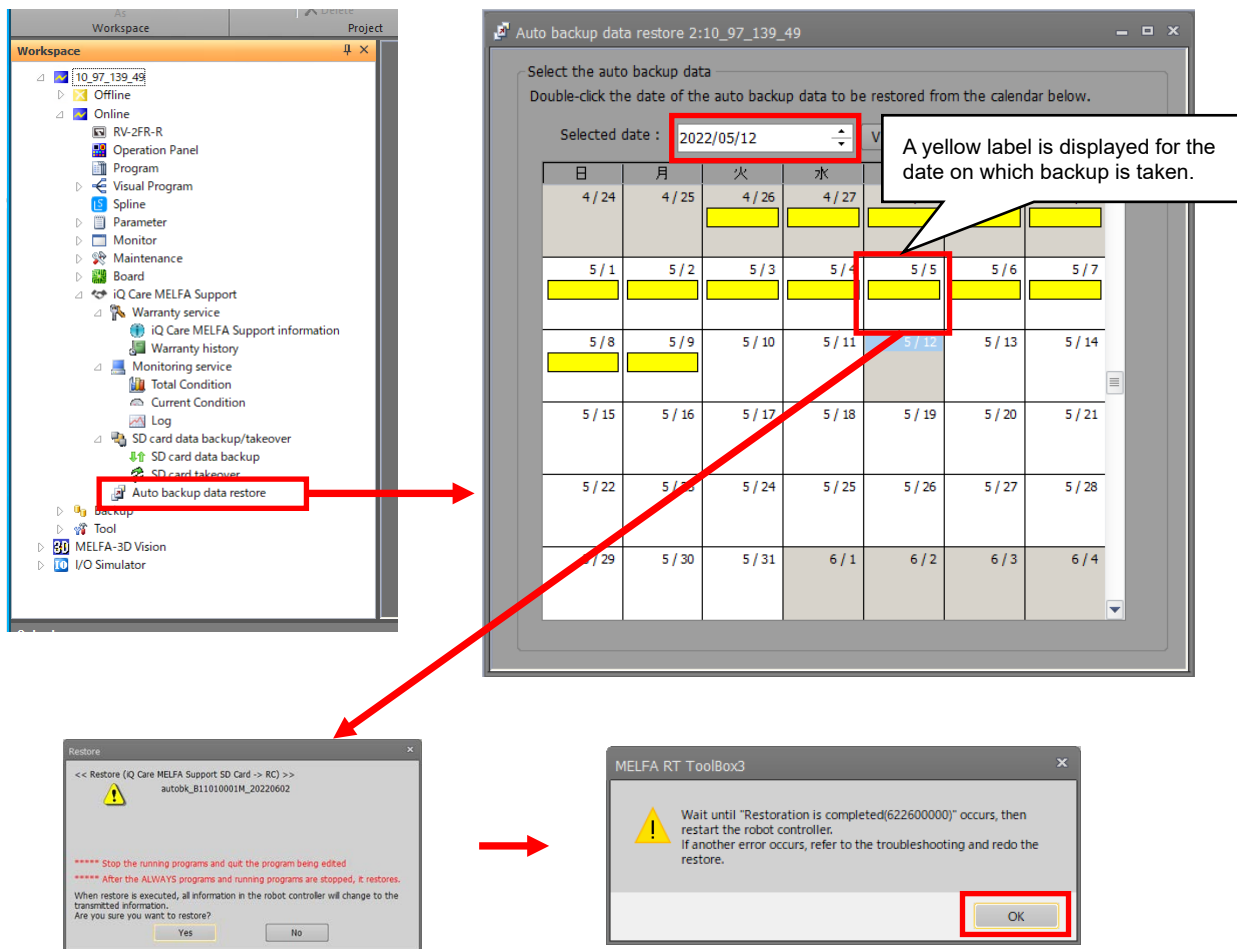 As
Delete
Workspace
Project
Workspace
10_97_139_49
Offline
Online
RV-2FR-R
Operation Panel
Program
Visual Program
Spline
Parameter
Monitor
Maintenance
Board
iQ Care MELFA Support
Warranty service
iQ Care MELFA Support information
Warranty history
Monitoring service
Total Condition
Current Condition
Log
SD card data backup/takeover
SD card data backup
SD card takeover
Auto backup data restore
Backup
Tool
MELFA-3D Vision
I/O Simulator
Auto backup data restore 2:10_97_139_49
Select the auto backup data
Double-click the date of the auto backup data to be restored from the calendar below.
Selected date : 2022/05/12
A yellow label is displayed for the
date on which backup is taken.
日 月 火 水
4 / 24 4 / 25 4 / 26 4 / 27
5 / 1 5 / 2 5 / 3 5 / 4 5 / 5 5 / 6 5 / 7
5 / 8 5 / 9 5 / 10 5 / 11 5 / 12 5 / 13 5 / 14
5 / 15 5 / 16 5 / 17 5 / 18 5 / 19 5 / 20 5 / 21
5 / 22 5 / 23 5 / 24 5 / 25 5 / 26 5 / 27 5 / 28
5 / 29 5 / 30 5 / 31 6 / 1 6 / 2 6 / 3 6 / 4
Restore
<< Restore (iQ Care MELFA Support SD Card -> RC) >>
autobk_B11010001M_20220602
***** Stop the running programs and quit the program being edited
***** After the ALWAYS programs and running programs are stopped, it restores.
When restore is executed, all information in the robot controller will change to the
transmitted information.
Are you sure you want to restore?
Yes No
MELFA RT ToolBox3
Wait until "Restoration is completed(622600000)" occurs, then
restart the robot controller.
If another error occurs, refer to the troubleshooting and redo the
restore.
OK